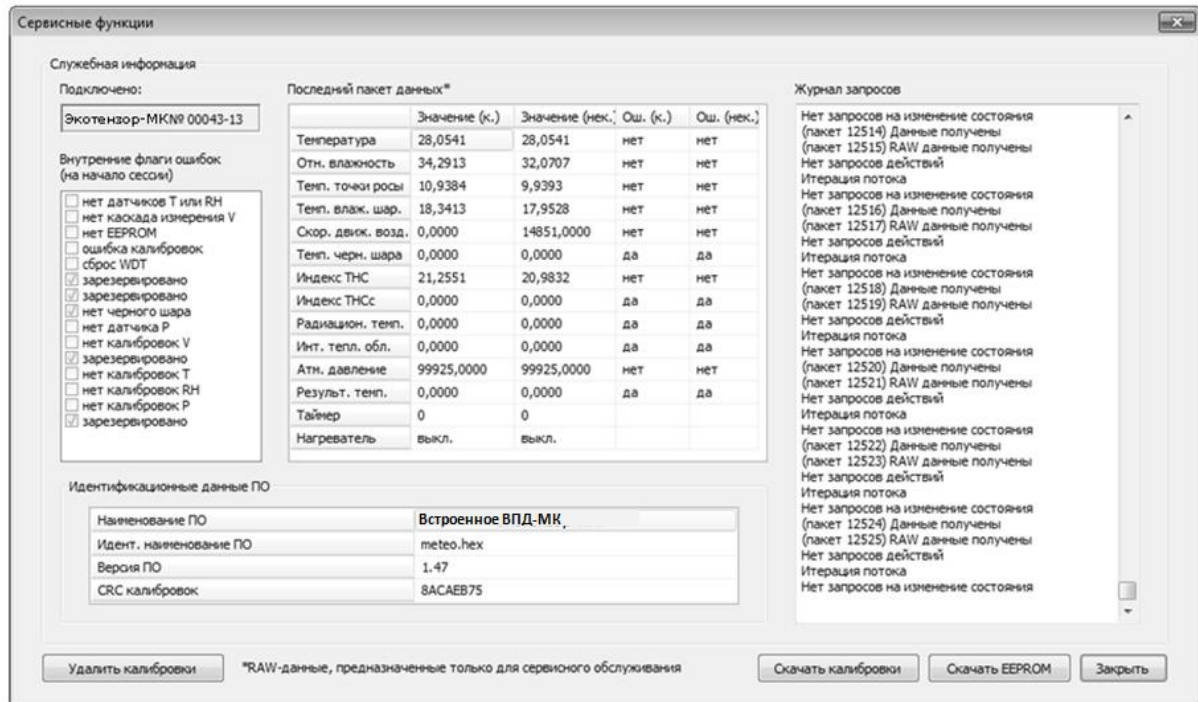 Сервисные функции
Служебная информация
Подключено:
Экотензор-МК№ 00043-13
Внутренние флаги ошибок
(на начало сессии)
нет датчиков T или RH
нет каскада измерения V
нет EEPROM
ошибка калибровок
сброс WDT
зарезервировано
зарезервировано
нет черного шара
нет датчика P
нет калибровок V
зарезервировано
нет калибровок T
нет калибровок RH
нет калибровок P
зарезервировано
Последний пакет данных*
Значение (к.) Значение (нек.) Ош. (к.) Ош. (нек.)
Температура 28,0541 28,0541 нет нет
Отн. влажность 34,2913 32,0707 нет нет
Темп. точки росы 10,9384 9,9393 нет нет
Темп. влаж. шар. 18,3413 17,9528 нет нет
Скор. движ. возд. 0,0000 14851,0000 нет нет
Темп. черн. шара 0,0000 0,0000 да да
Индекс ТНС 21,2551 20,9832 нет нет
Индекс ТНСс 0,0000 0,0000 да да
Радиацион. темп. 0,0000 0,0000 да да
Инт. тепл. обл. 0,0000 0,0000 да да
Атм. давление 99925,0000 99925,0000 нет нет
Результ. темп. 0,0000 0,0000 да да
Таймер 0 0
Нагреватель выкл. выкл.
Идентификационные данные ПО
Наименование ПО Встроенное ВПД-МК
Идент. наименование ПО meteo.hex
Версия ПО 1.47
CRC калибровок 8ACAEB75
Журнал запросов
Нет запросов на изменение состояния
(пакет 12514) Данные получены
(пакет 12515) RAW данные получены
Нет запросов действий
Итерация потока
Нет запросов на изменение состояния
(пакет 12516) Данные получены
(пакет 12517) RAW данные получены
Нет запросов действий
Итерация потока
Нет запросов на изменение состояния
(пакет 12518) Данные получены
(пакет 12519) RAW данные получены
Нет запросов действий
Итерация потока
Нет запросов на изменение состояния
(пакет 12520) Данные получены
(пакет 12521) RAW данные получены
Нет запросов действий
Итерация потока
Нет запросов на изменение состояния
(пакет 12522) Данные получены
(пакет 12523) RAW данные получены
Нет запросов действий
Итерация потока
Нет запросов на изменение состояния
(пакет 12524) Данные получены
(пакет 12525) RAW данные получены
Нет запросов действий
Итерация потока
Нет запросов на изменение состояния
Удалить калибровки *RAW-данные, предназначенные только для сервисного обслуживания Скачать калибровки Скачать EEPROM Закрыть